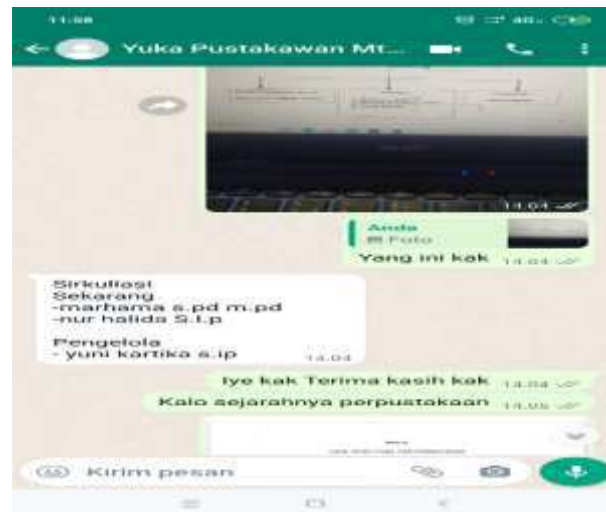 11:58
Yuka Pustakawan Mt...
14.04
Anda
Foto
Yang ini kak 14.04
Sirkuliasi
Sekarang
-marhama s.pd m.pd
-nur halida S.I.p
Pengelola
- yuni kartika s.ip
14.04
Iye kak Terima kasih kak 14.04
Kalo sejarahnya perpustakaan 14.05
Kirim pesan